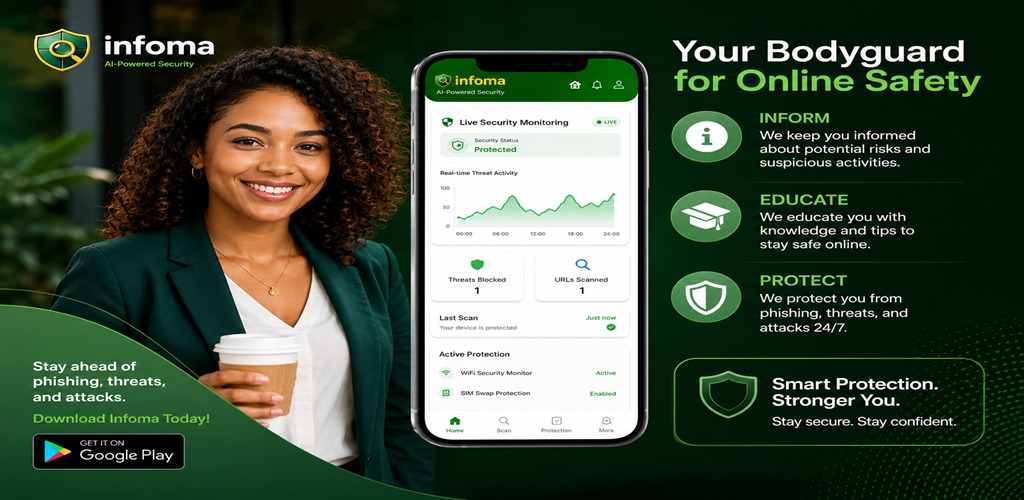 infoma
AI-Powered Security
Stay ahead of
phishing, threats,
and attacks.
Download Infoma Today!
GET IT ON
Google Play
infoma
AI-Powered Security
Live Security Monitoring
LIVE
Security Status
Protected
Real-time Threat Activity
100
50
0
00:00 06:00 12:00 18:00 24:00
Threats Blocked
1
URLs Scanned
1
Last Scan
Just now
Your device is protected
Active Protection
WiFi Security Monitor
Active
SIM Swap Protection
Enabled
Home
Scan
Protection
More
Your Bodyguard
for Online Safety
INFORM
We keep you informed
about potential risks and
suspicious activities.
EDUCATE
We educate you with
knowledge and tips to
stay safe online.
PROTECT
We protect you from
phishing, threats, and
attacks 24/7.
Smart Protection.
Stronger You.
Stay secure. Stay confident.